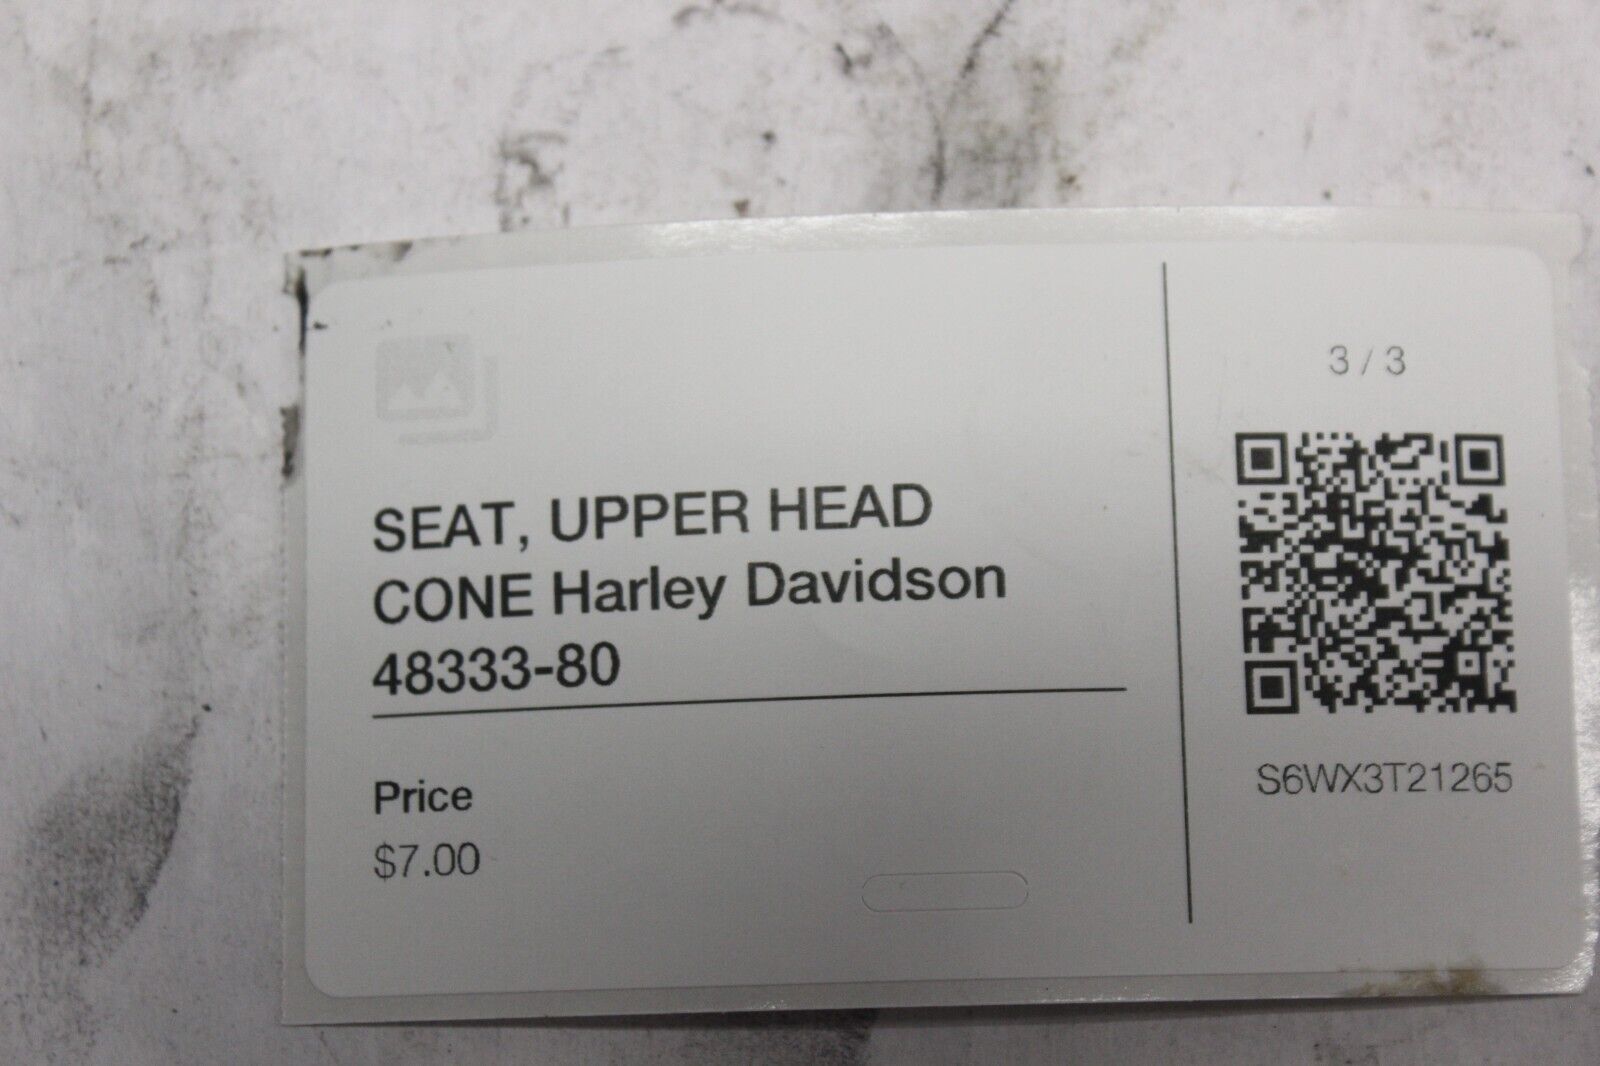 SEAT, UPPER HEAD
CONE Harley Davidson
48333-80
Price
$7.00
3 / 3
S6WX3T21265